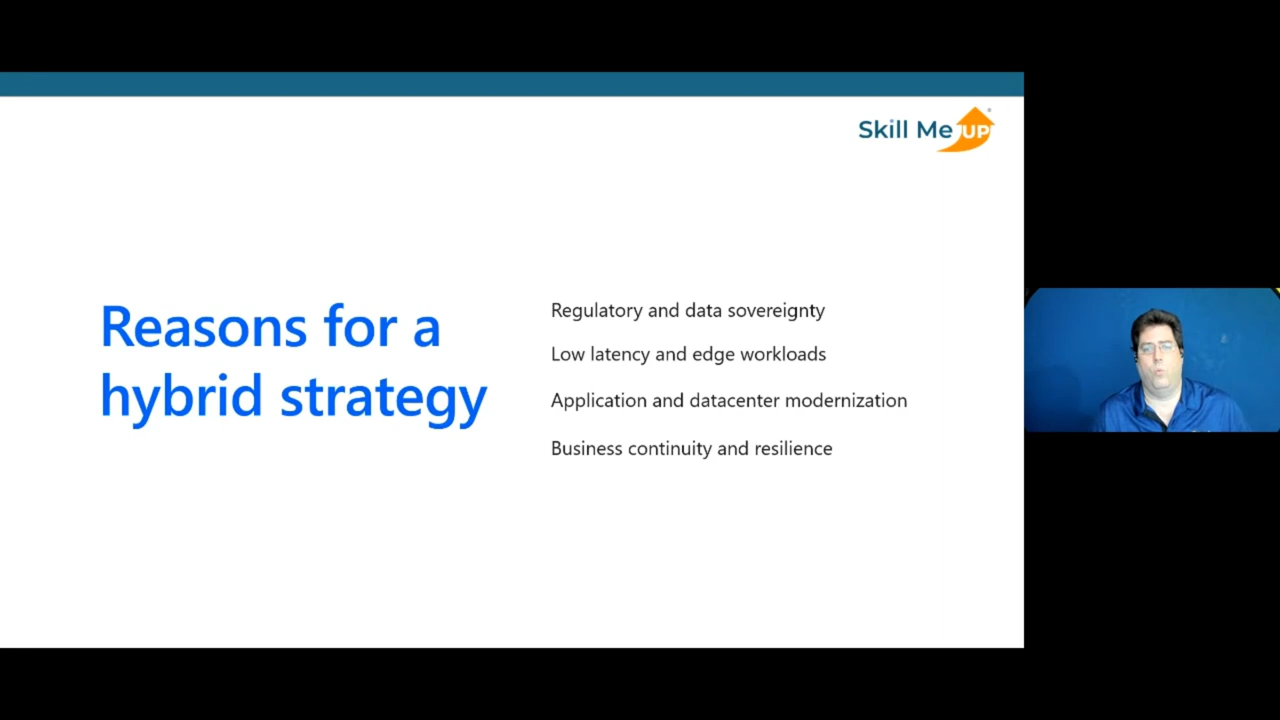 Skill Me UP
Reasons for a
hybrid strategy
Regulatory and data sovereignty
Low latency and edge workloads
Application and datacenter modernization
Business continuity and resilience